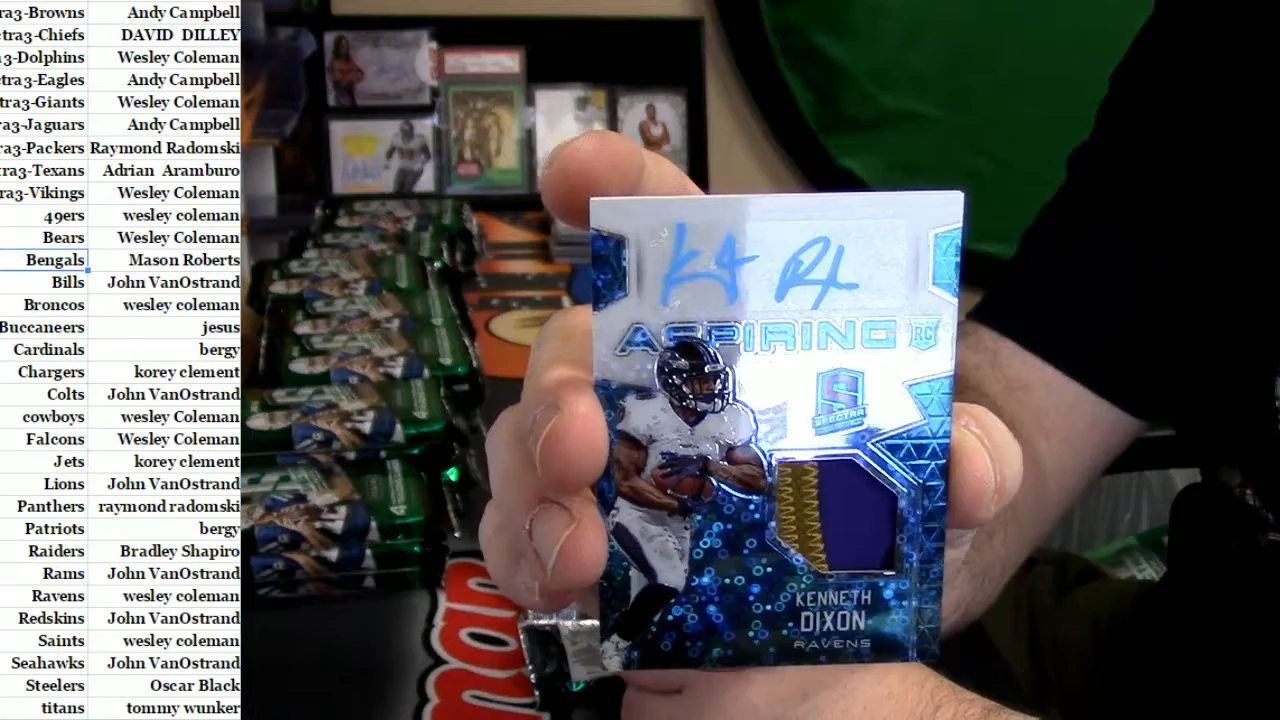 ra3-Browns Andy Campbell
tra3-Chiefs DAVID DILLEY
a3-Dolphins Wesley Coleman
tra3-Eagles Andy Campbell
tra3-Giants Wesley Coleman
ra3-Jaguars Andy Campbell
ra3-Packers Raymond Radomski
tra3-Texans Adrian Aramburo
ra3-Vikings Wesley Coleman
49ers wesley coleman
Bears Wesley Coleman
Bengals Mason Roberts
Bills John VanOstrand
Broncos wesley coleman
Buccaneers jesus
Cardinals bergy
Chargers korey clement
Colts John VanOstrand
cowboys wesley Coleman
Falcons Wesley Coleman
Jets korey clement
Lions John VanOstrand
Panthers raymond radomski
Patriots bergy
Raiders Bradley Shapiro
Rams John VanOstrand
Ravens wesley coleman
Redskins John VanOstrand
Saints wesley coleman
Seahawks John VanOstrand
Steelers Oscar Black
titans tommy wunker
ASPIRING
RC
S
SPECTRA
KENNETH
DIXON
RAVENS